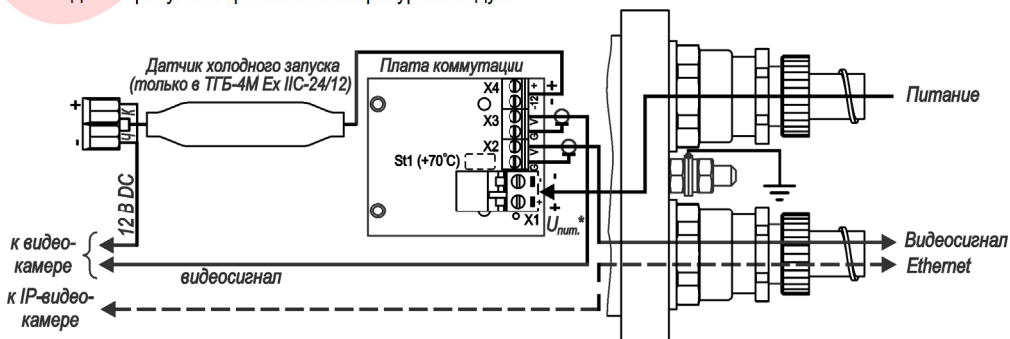 Датчик холодного запуска
(только в ТГБ-4М Ex IIC-24/12)
Плата коммутации
X4
+
-12
+
-
X3
V
G
X2
V
G
St1 (+70°C)
-
+
-
+
X1
Uпит.*
+
-
К
Ч
12 В DC
Питание
к видео-
камере
видеосигнал
Видеосигнал
Ethernet
к IP-видео-
камере